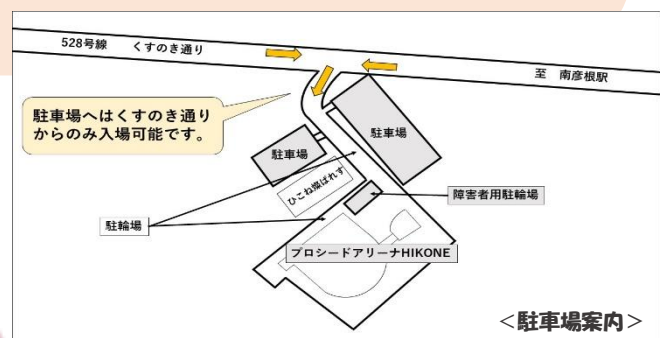 528号線 くすのき通り
至 南彦根駅
駐車場へはくすのき通り
からのみ入場可能です。
駐車場
駐車場
ひこね燦ぱれす
障害者用駐輪場
駐輪場
プロシードアリーナHIKONE
＜駐車場案内＞